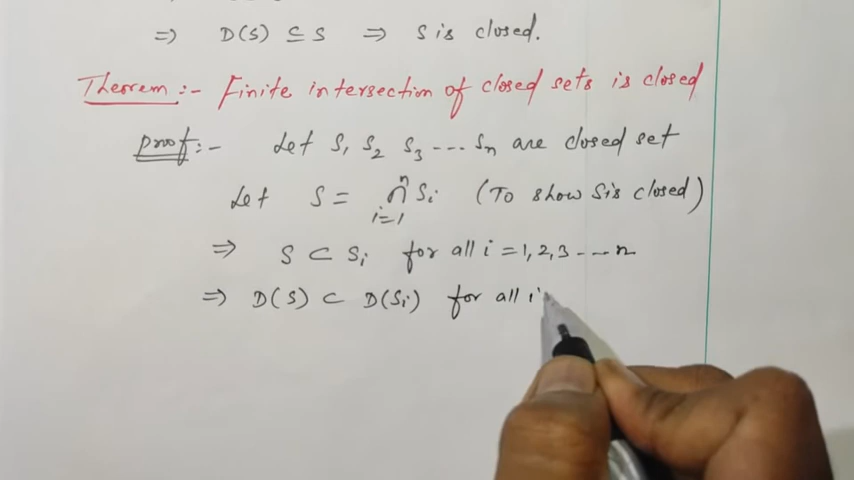 ⇒ D(S) ⊆ S ⇒ S is closed.
Theorem :- Finite intersection of closed sets is closed
Proof :- Let S₁ S₂ S₃ --- Sₙ are closed set
Let S = ⋂ⁿᵢ₌₁ Sᵢ (To show S is closed)
⇒ S ⊂ Sᵢ for all i = 1, 2, 3 --- n
⇒ D(S) ⊂ D(Sᵢ) for all i